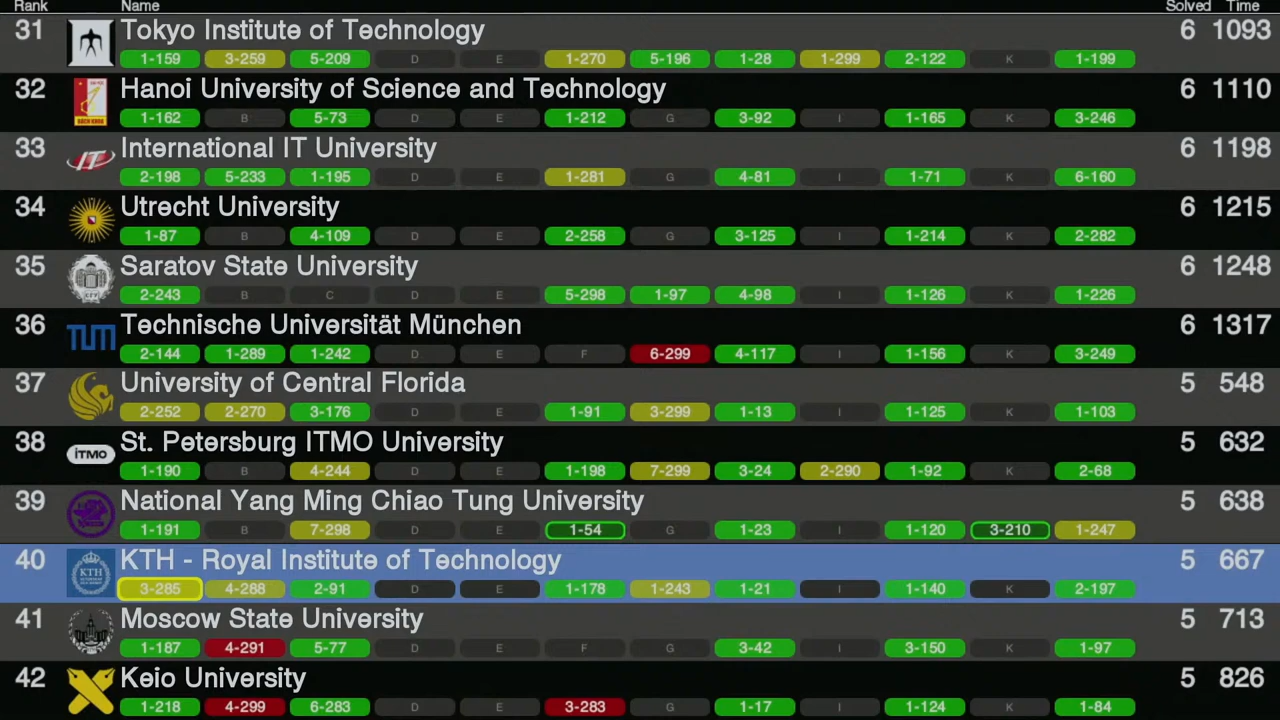 Rank Name Solved Time
31 Tokyo Institute of Technology 6 1093
1-159 3-259 5-209 D E 1-270 5-196 1-28 1-299 2-122 K 1-199
32 Hanoi University of Science and Technology 6 1110
1-162 B 5-73 D E 1-212 G 3-92 I 1-165 K 3-246
33 International IT University 6 1198
2-198 5-233 1-195 D E 1-281 G 4-81 I 1-71 K 6-160
34 Utrecht University 6 1215
1-87 B 4-109 D E 2-258 G 3-125 I 1-214 K 2-282
35 Saratov State University 6 1248
2-243 B C D E 5-298 1-97 4-98 I 1-126 K 1-226
36 Technische Universität München 6 1317
2-144 1-289 1-242 D E F 6-299 4-117 I 1-156 K 3-249
37 University of Central Florida 5 548
2-252 2-270 3-176 D E 1-91 3-299 1-13 I 1-125 K 1-103
38 St. Petersburg ITMO University 5 632
1-190 B 4-244 D E 1-198 7-299 3-24 2-290 1-92 K 2-68
39 National Yang Ming Chiao Tung University 5 638
1-191 B 7-298 D E 1-54 G 1-23 I 1-120 3-210 1-247
40 KTH - Royal Institute of Technology 5 667
3-285 4-288 2-91 D E 1-178 1-243 1-21 I 1-140 K 2-197
41 Moscow State University 5 713
1-187 4-291 5-77 D E F G 3-42 I 3-150 K 1-97
42 Keio University 5 826
1-218 4-299 6-283 D E 3-283 G 1-17 I 1-124 K 1-84
IT
TUM
iTMO
KTH